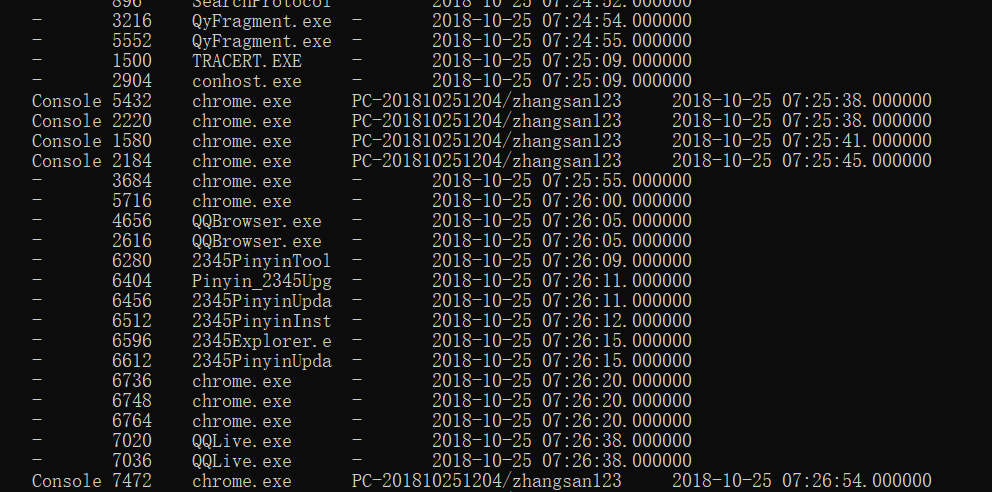 - 896 SearchProtocol - 2018-10-25 07:24:52.000000
- 3216 QyFragment.exe - 2018-10-25 07:24:54.000000
- 5552 QyFragment.exe - 2018-10-25 07:24:55.000000
- 1500 TRACERT.EXE - 2018-10-25 07:25:09.000000
- 2904 conhost.exe - 2018-10-25 07:25:09.000000
Console 5432 chrome.exe PC-201810251204/zhangsan123 2018-10-25 07:25:38.000000
Console 2220 chrome.exe PC-201810251204/zhangsan123 2018-10-25 07:25:38.000000
Console 1580 chrome.exe PC-201810251204/zhangsan123 2018-10-25 07:25:41.000000
Console 2184 chrome.exe PC-201810251204/zhangsan123 2018-10-25 07:25:45.000000
- 3684 chrome.exe - 2018-10-25 07:25:55.000000
- 5716 chrome.exe - 2018-10-25 07:26:00.000000
- 4656 QQBrowser.exe - 2018-10-25 07:26:05.000000
- 2616 QQBrowser.exe - 2018-10-25 07:26:05.000000
- 6280 2345PinyinTool - 2018-10-25 07:26:09.000000
- 6404 Pinyin_2345Upg - 2018-10-25 07:26:11.000000
- 6456 2345PinyinUpda - 2018-10-25 07:26:11.000000
- 6512 2345PinyinInst - 2018-10-25 07:26:12.000000
- 6596 2345Explorer.e - 2018-10-25 07:26:15.000000
- 6612 2345PinyinUpda - 2018-10-25 07:26:15.000000
- 6736 chrome.exe - 2018-10-25 07:26:20.000000
- 6748 chrome.exe - 2018-10-25 07:26:20.000000
- 6764 chrome.exe - 2018-10-25 07:26:20.000000
- 7020 QQLive.exe - 2018-10-25 07:26:38.000000
- 7036 QQLive.exe - 2018-10-25 07:26:38.000000
Console 7472 chrome.exe PC-201810251204/zhangsan123 2018-10-25 07:26:54.000000